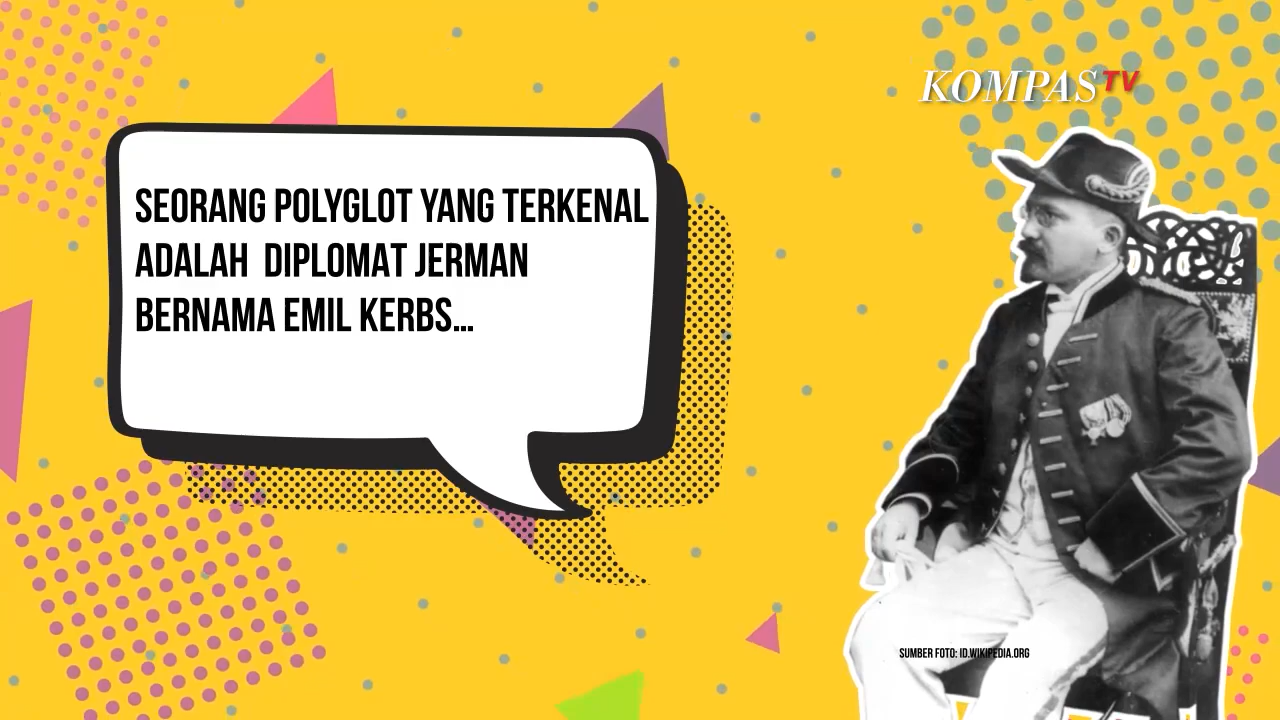 KOMPAS TV
SEORANG POLYGLOT YANG TERKENAL
ADALAH DIPLOMAT JERMAN
BERNAMA EMIL KERBS...
SUMBER FOTO: ID.WIKIPEDIA.ORG